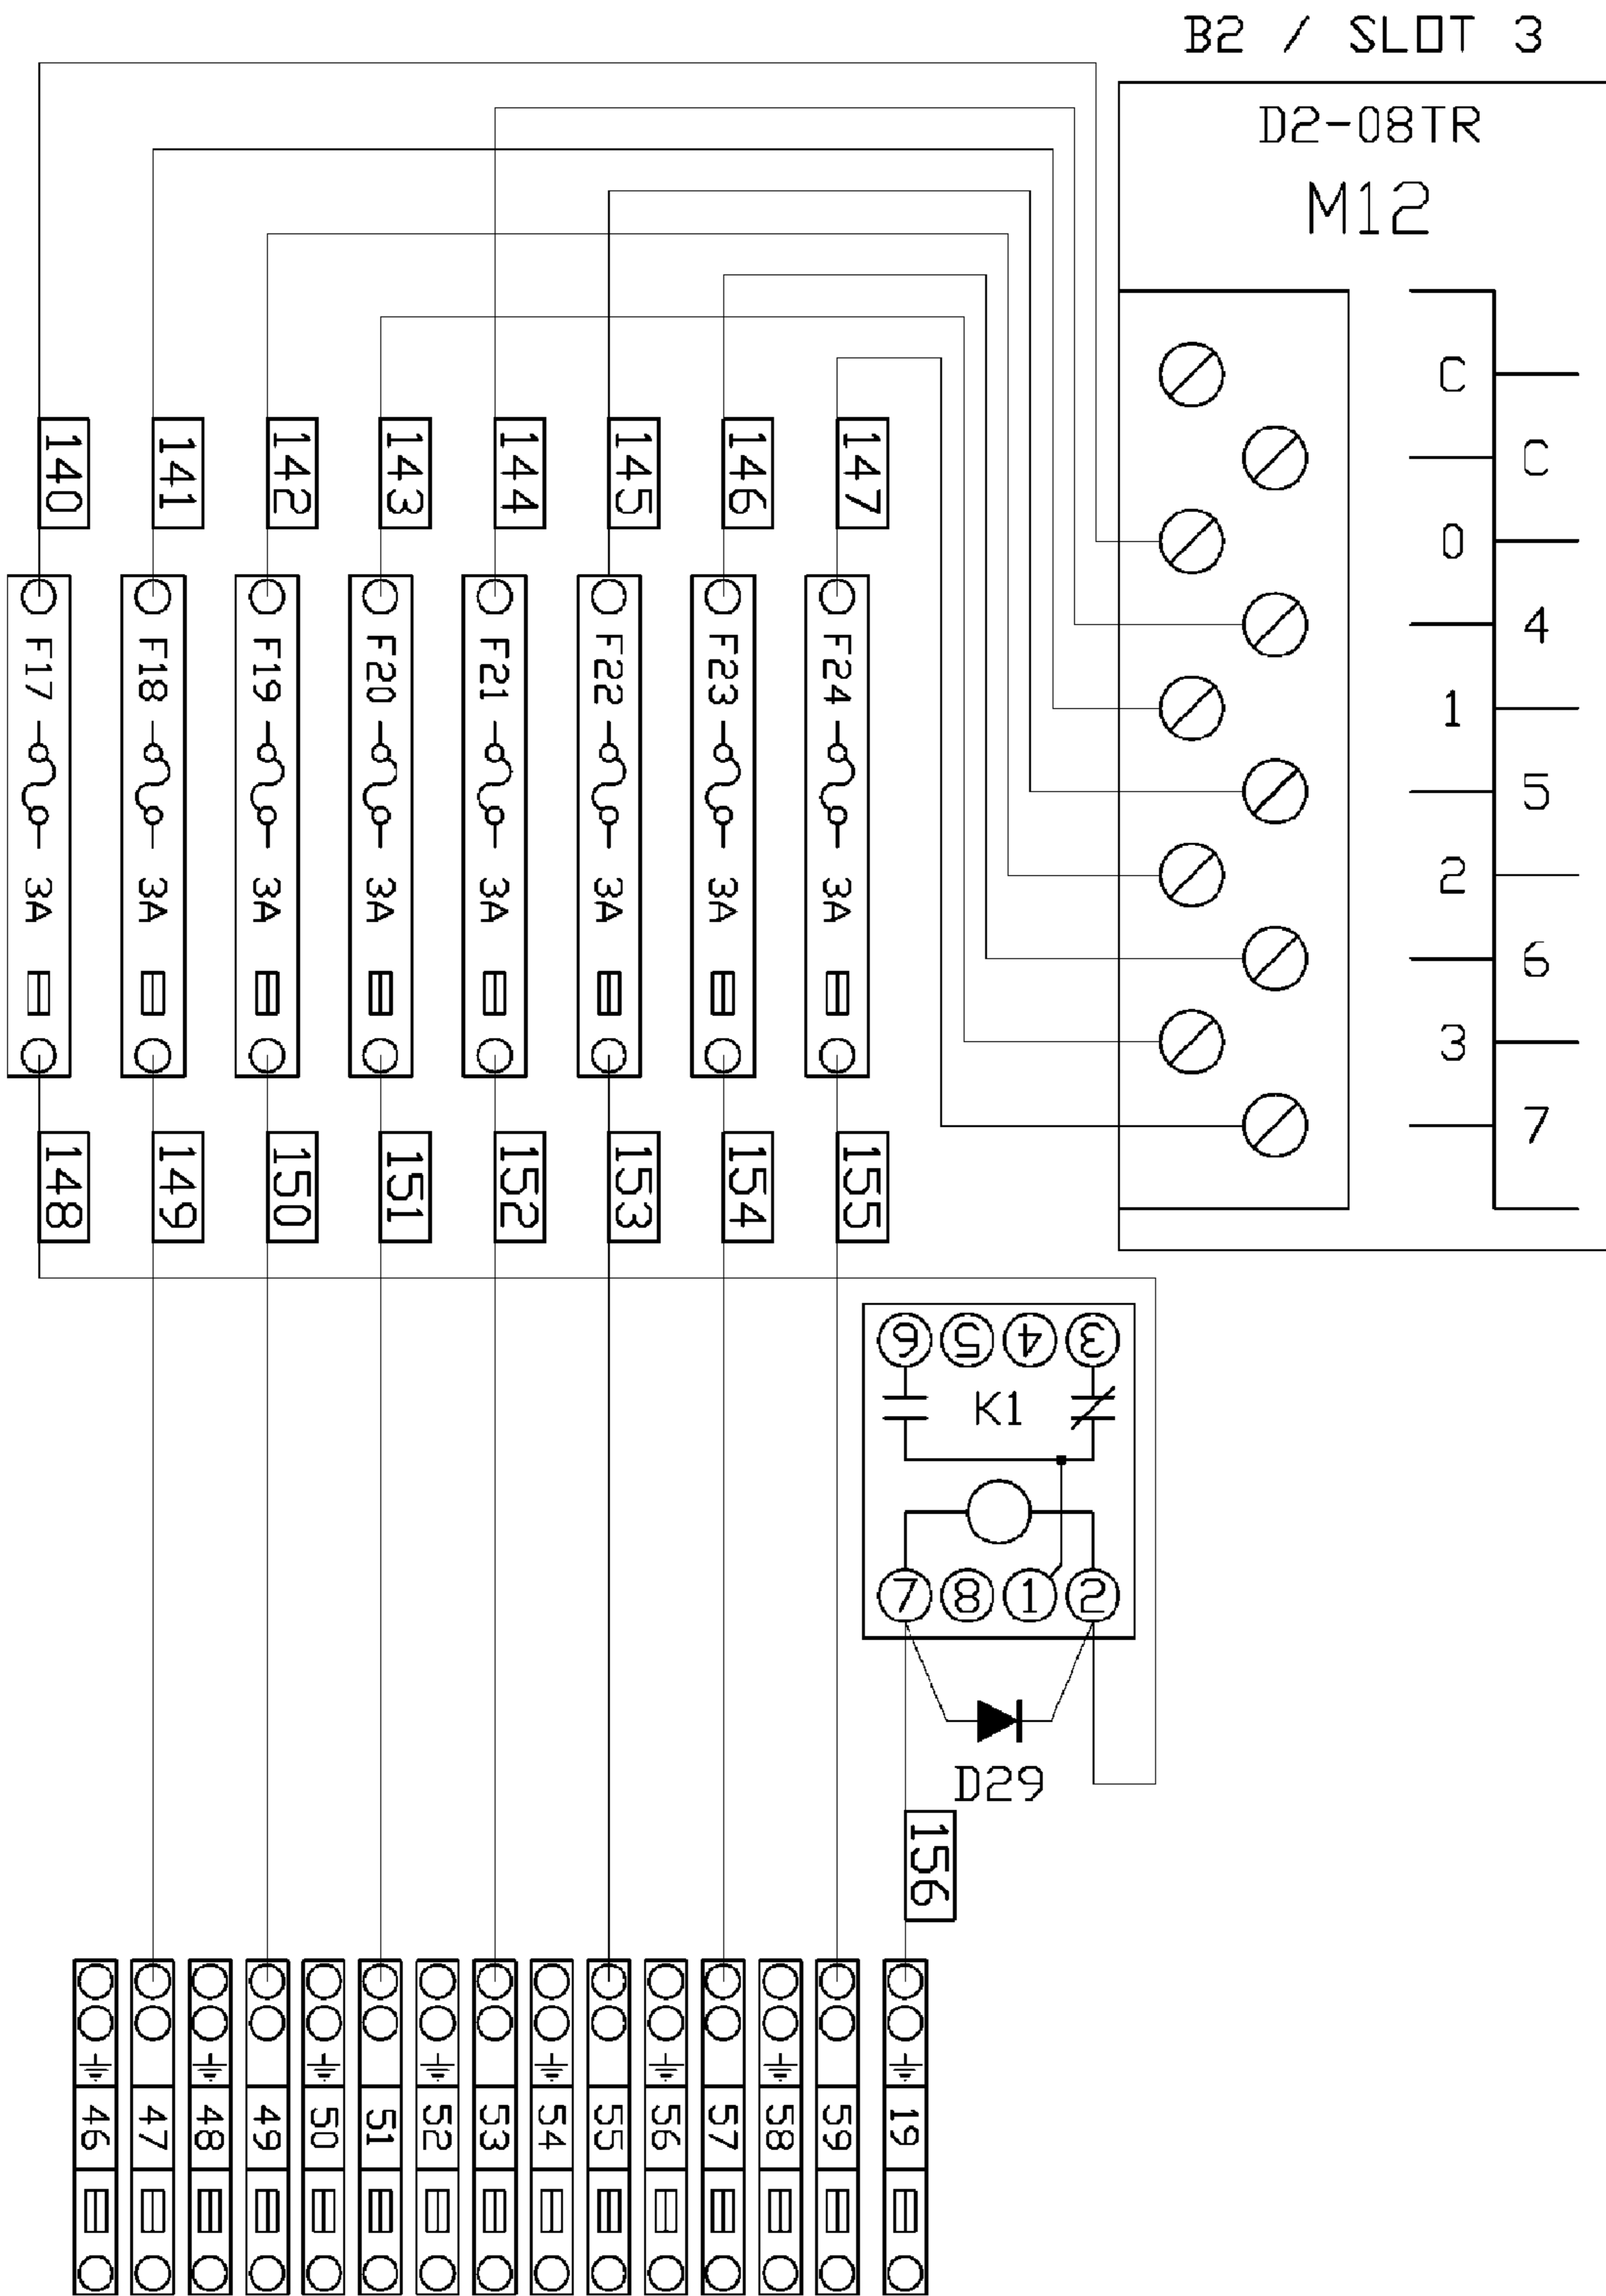 B2 / SLOT 3
D2-08TR
M12
C
C
0
4
1
5
2
6
3
7
140
141
142
143
144
145
146
147
F17 3A
F18 3A
F19 3A
F20 3A
F21 3A
F22 3A
F23 3A
F24 3A
148
149
150
151
152
153
154
155
6 5 4 3
K1
7 8 1 2
D29
156
46
47
48
49
50
51
52
53
54
55
56
57
58
59
19